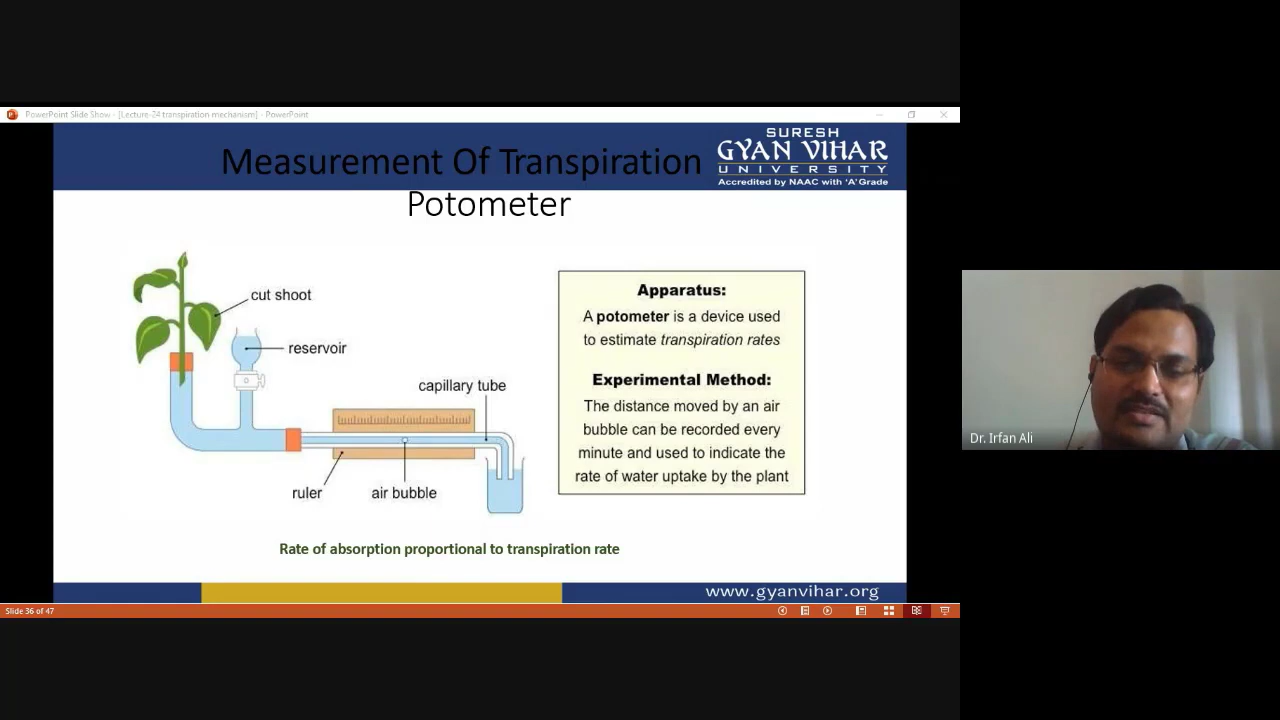 PowerPoint Slide Show - [Lecture-24 transpiration mechanism] - PowerPoint
SURESH
GYAN VIHAR
UNIVERSITY
Accredited by NAAC with 'A' Grade
Measurement Of Transpiration
Potometer
cut shoot
reservoir
capillary tube
ruler
air bubble
Apparatus:
A potometer is a device used
to estimate transpiration rates
Experimental Method:
The distance moved by an air
bubble can be recorded every
minute and used to indicate the
rate of water uptake by the plant
Rate of absorption proportional to transpiration rate
www.gyanvihar.org
Slide 36 of 47
Dr. Irfan Ali